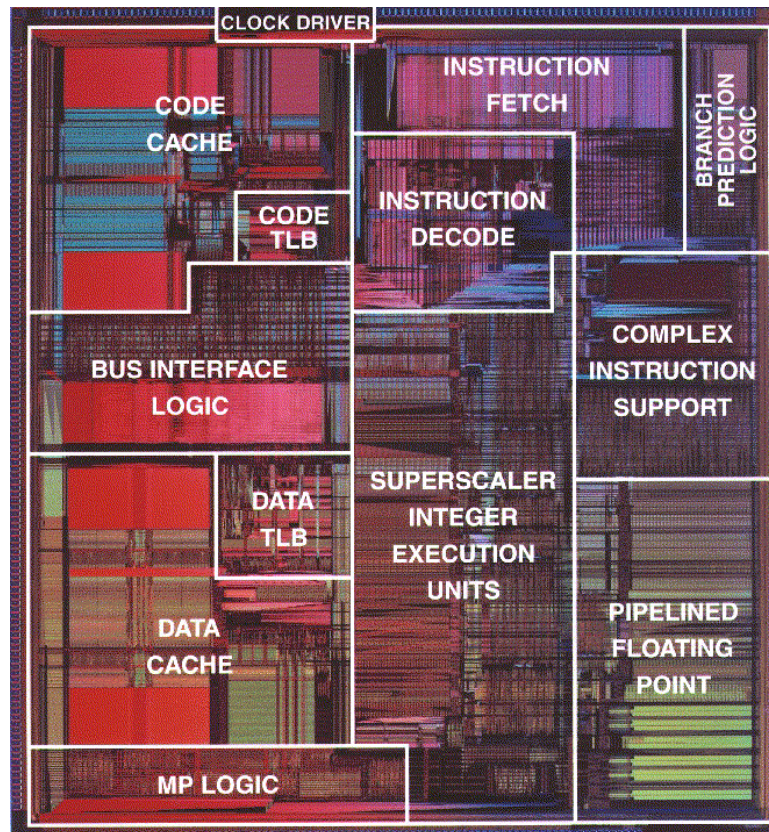 CLOCK DRIVER
CODE
CACHE
INSTRUCTION
FETCH
BRANCH
PREDICTION
LOGIC
CODE
TLB
INSTRUCTION
DECODE
BUS INTERFACE
LOGIC
COMPLEX
INSTRUCTION
SUPPORT
DATA
TLB
SUPERSCALER
INTEGER
EXECUTION
UNITS
DATA
CACHE
PIPELINED
FLOATING
POINT
MP LOGIC